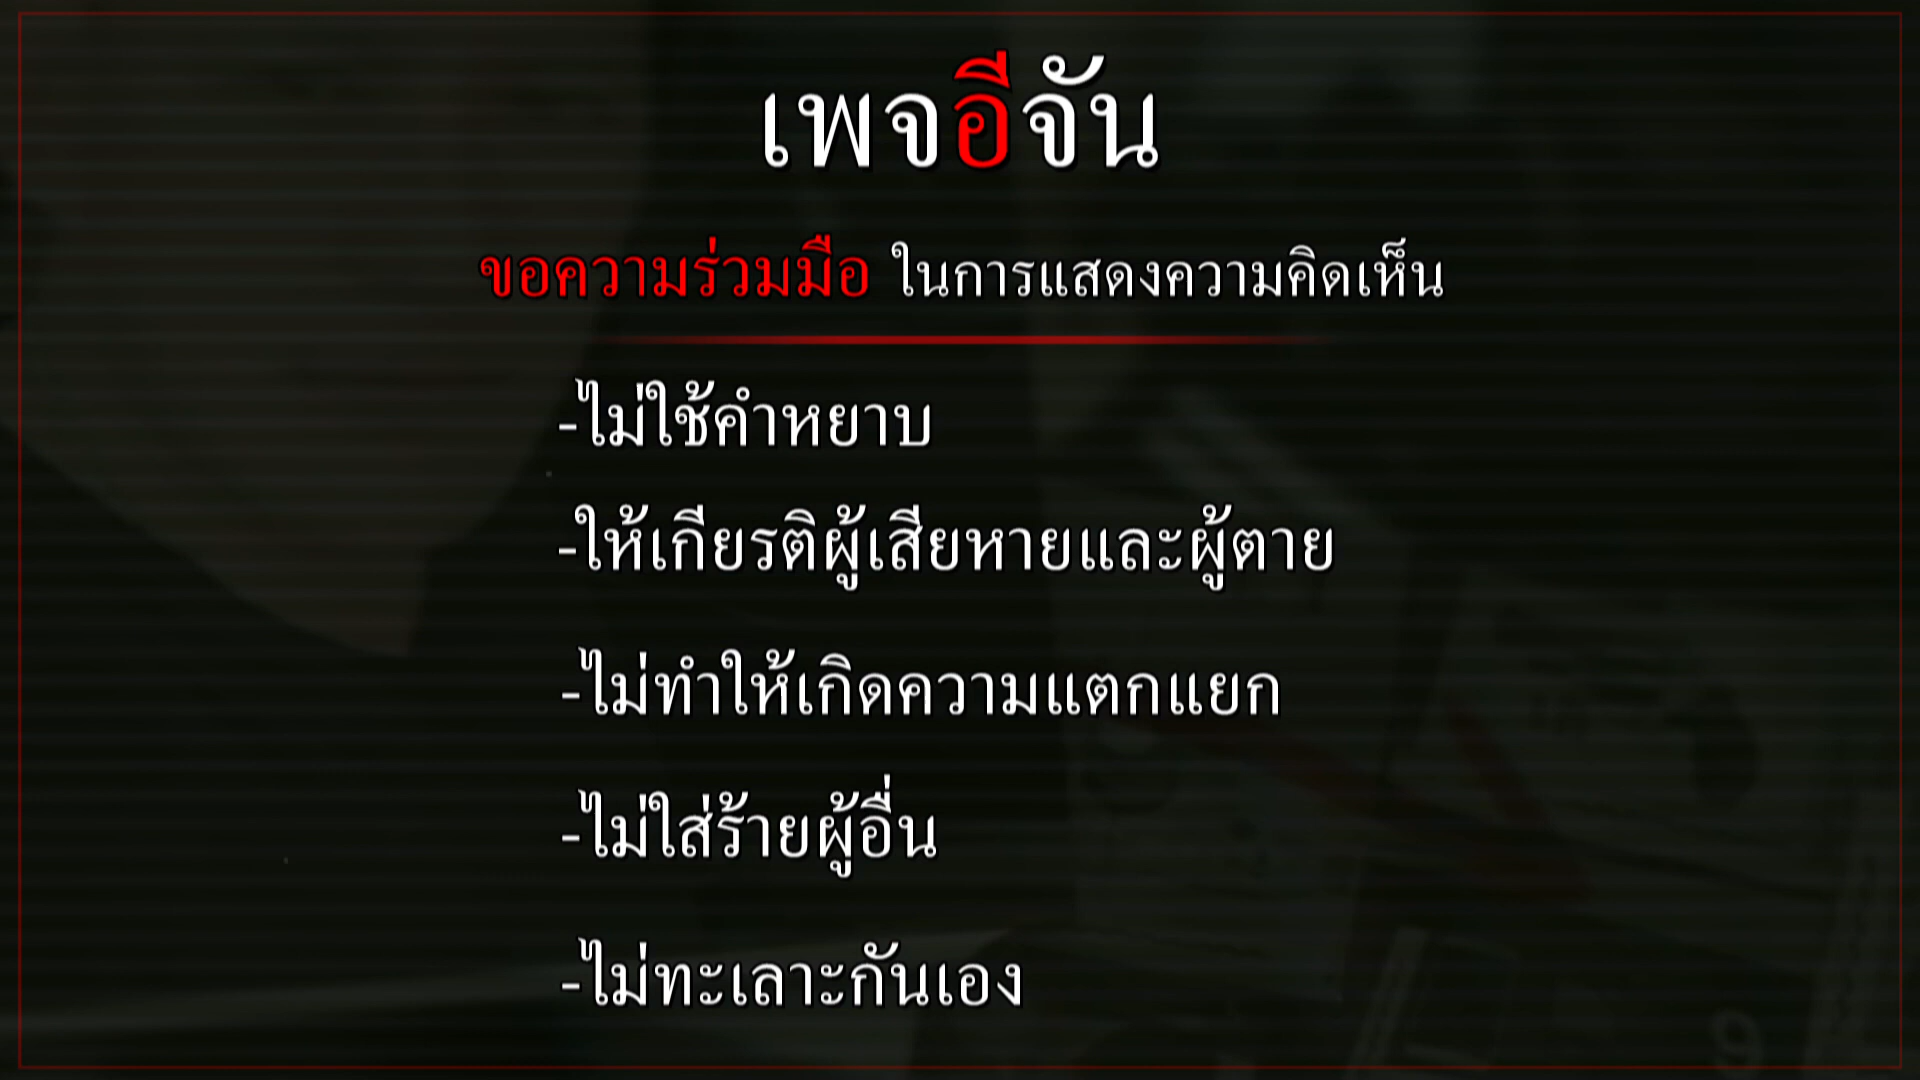 เพจอีจัน
ขอความร่วมมือ ในการแสดงความคิดเห็น
-ไม่ใช้คำหยาบ
-ให้เกียรติผู้เสียหายและผู้ตาย
-ไม่ทำให้เกิดความแตกแยก
-ไม่ใส่ร้ายผู้อื่น
-ไม่ทะเลาะกันเอง
9